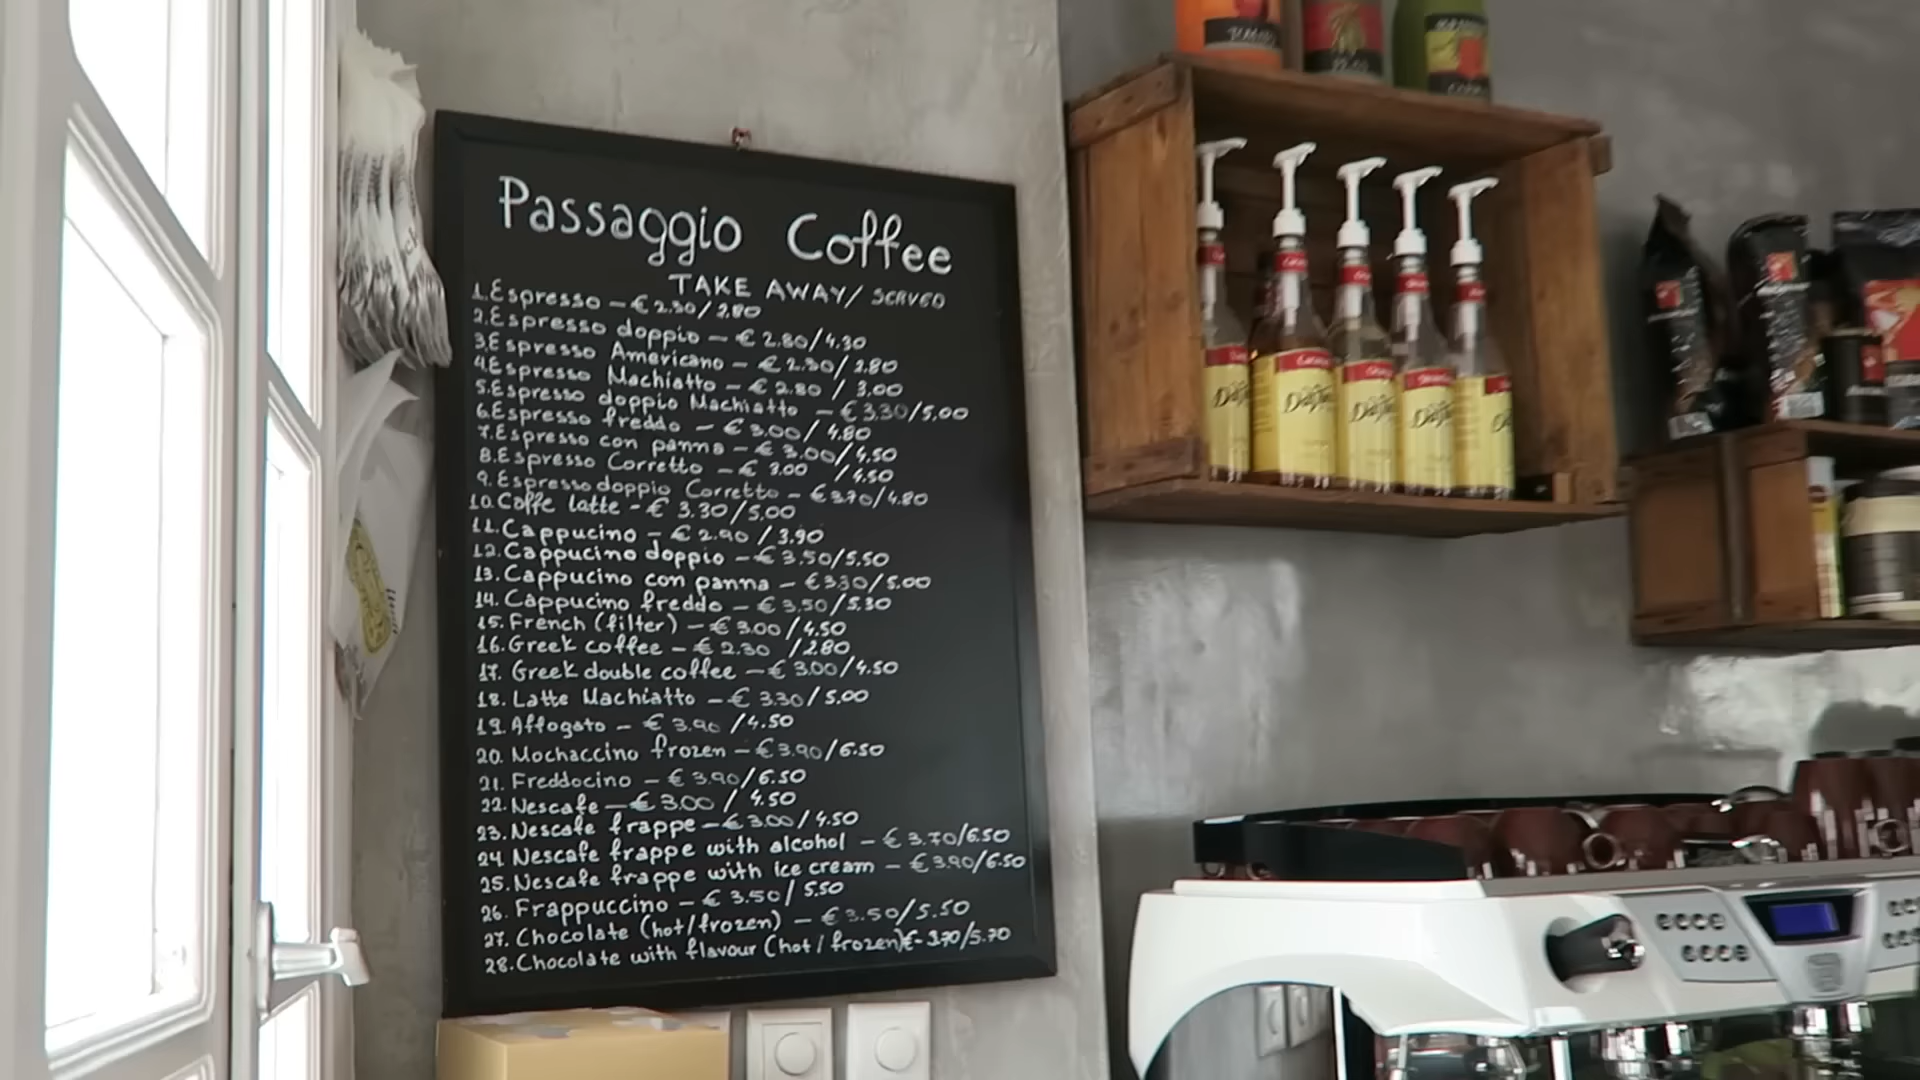 Passaggio Coffee
TAKE AWAY/ SERVED
1.Espresso – € 2.30/2.80
2.Espresso doppio – € 2.80/4.30
3.Espresso Americano – € 2.30/2.80
4.Espresso Machiatto – € 2.80 / 3.00
5.Espresso doppio Machiatto – € 3.30/5.00
6.Espresso freddo – € 3.00/ 4.80
7.Espresso con panna – € 3.00/4.50
8.Espresso Corretto – € 3.00 /4.50
9.Espresso doppio Corretto – € 3.70/4.80
10.Coffe latte - € 3.30/5.00
11.Cappucino – € 2.90 / 3.90
12.Cappucino doppio – € 3.50/5.50
13.Cappucino con panna – € 3.30/5.00
14.Cappucino freddo – € 3.50/5.30
15.French (filter) – € 3.00/4.50
16.Greek coffee – € 2.30 /2.80
17. Greek double coffee – € 3.00/4.50
18. Latte Machiatto – € 3.30/5.00
19.Affogato – € 3.90 /4.50
20. Mochaccino frozen – € 3.90/6.50
21. Freddocino – € 3.90/6.50
22.Nescafe – € 3.00 / 4.50
23.Nescafe frappe – € 3.00/4.50
24 Nescafe frappe with alcohol – € 3.70/6.50
25.Nescafe frappe with ice cream – € 3.90/6.50
26. Frappuccino – € 3.50/ 5.50
27. Chocolate (hot/frozen) – € 3.50/5.50
28.Chocolate with flavour (hot / frozen)€- 3.70/5.70